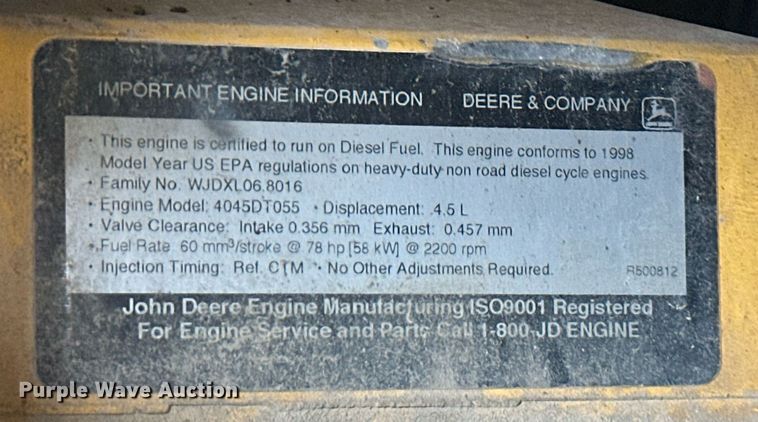 IMPORTANT ENGINE INFORMATION DEERE & COMPANY
• This engine is certified to run on Diesel Fuel. This engine conforms to 1998
Model Year US EPA regulations on heavy-duty non road diesel cycle engines.
• Family No. WJDXL06.8016
• Engine Model: 4045DT055 • Displacement: 4.5 L
• Valve Clearance: Intake 0.356 mm Exhaust: 0.457 mm
• Fuel Rate: 60 mm³/stroke @ 78 hp [58 kW] @ 2200 rpm
• Injection Timing: Ref. CTM • No Other Adjustments Required. R500812
John Deere Engine Manufacturing ISO9001 Registered
For Engine Service and Parts Call 1-800-JD ENGINE
Purple Wave Auction